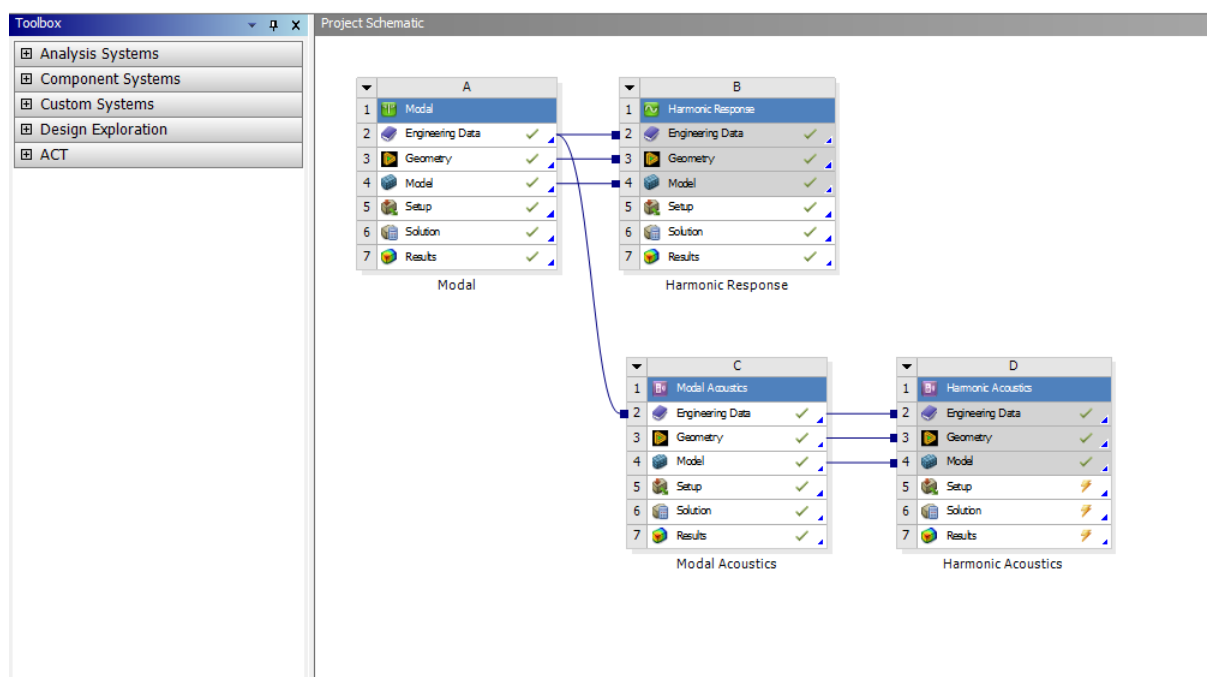 Toolbox
Project Schematic
Analysis Systems
Component Systems
Custom Systems
Design Exploration
ACT
A
1 Modal
2 Engineering Data
3 Geometry
4 Model
5 Setup
6 Solution
7 Results
Modal
B
1 Harmonic Response
2 Engineering Data
3 Geometry
4 Model
5 Setup
6 Solution
7 Results
Harmonic Response
C
1 Modal Acoustics
2 Engineering Data
3 Geometry
4 Model
5 Setup
6 Solution
7 Results
Modal Acoustics
D
1 Harmonic Acoustics
2 Engineering Data
3 Geometry
4 Model
5 Setup
6 Solution
7 Results
Harmonic Acoustics